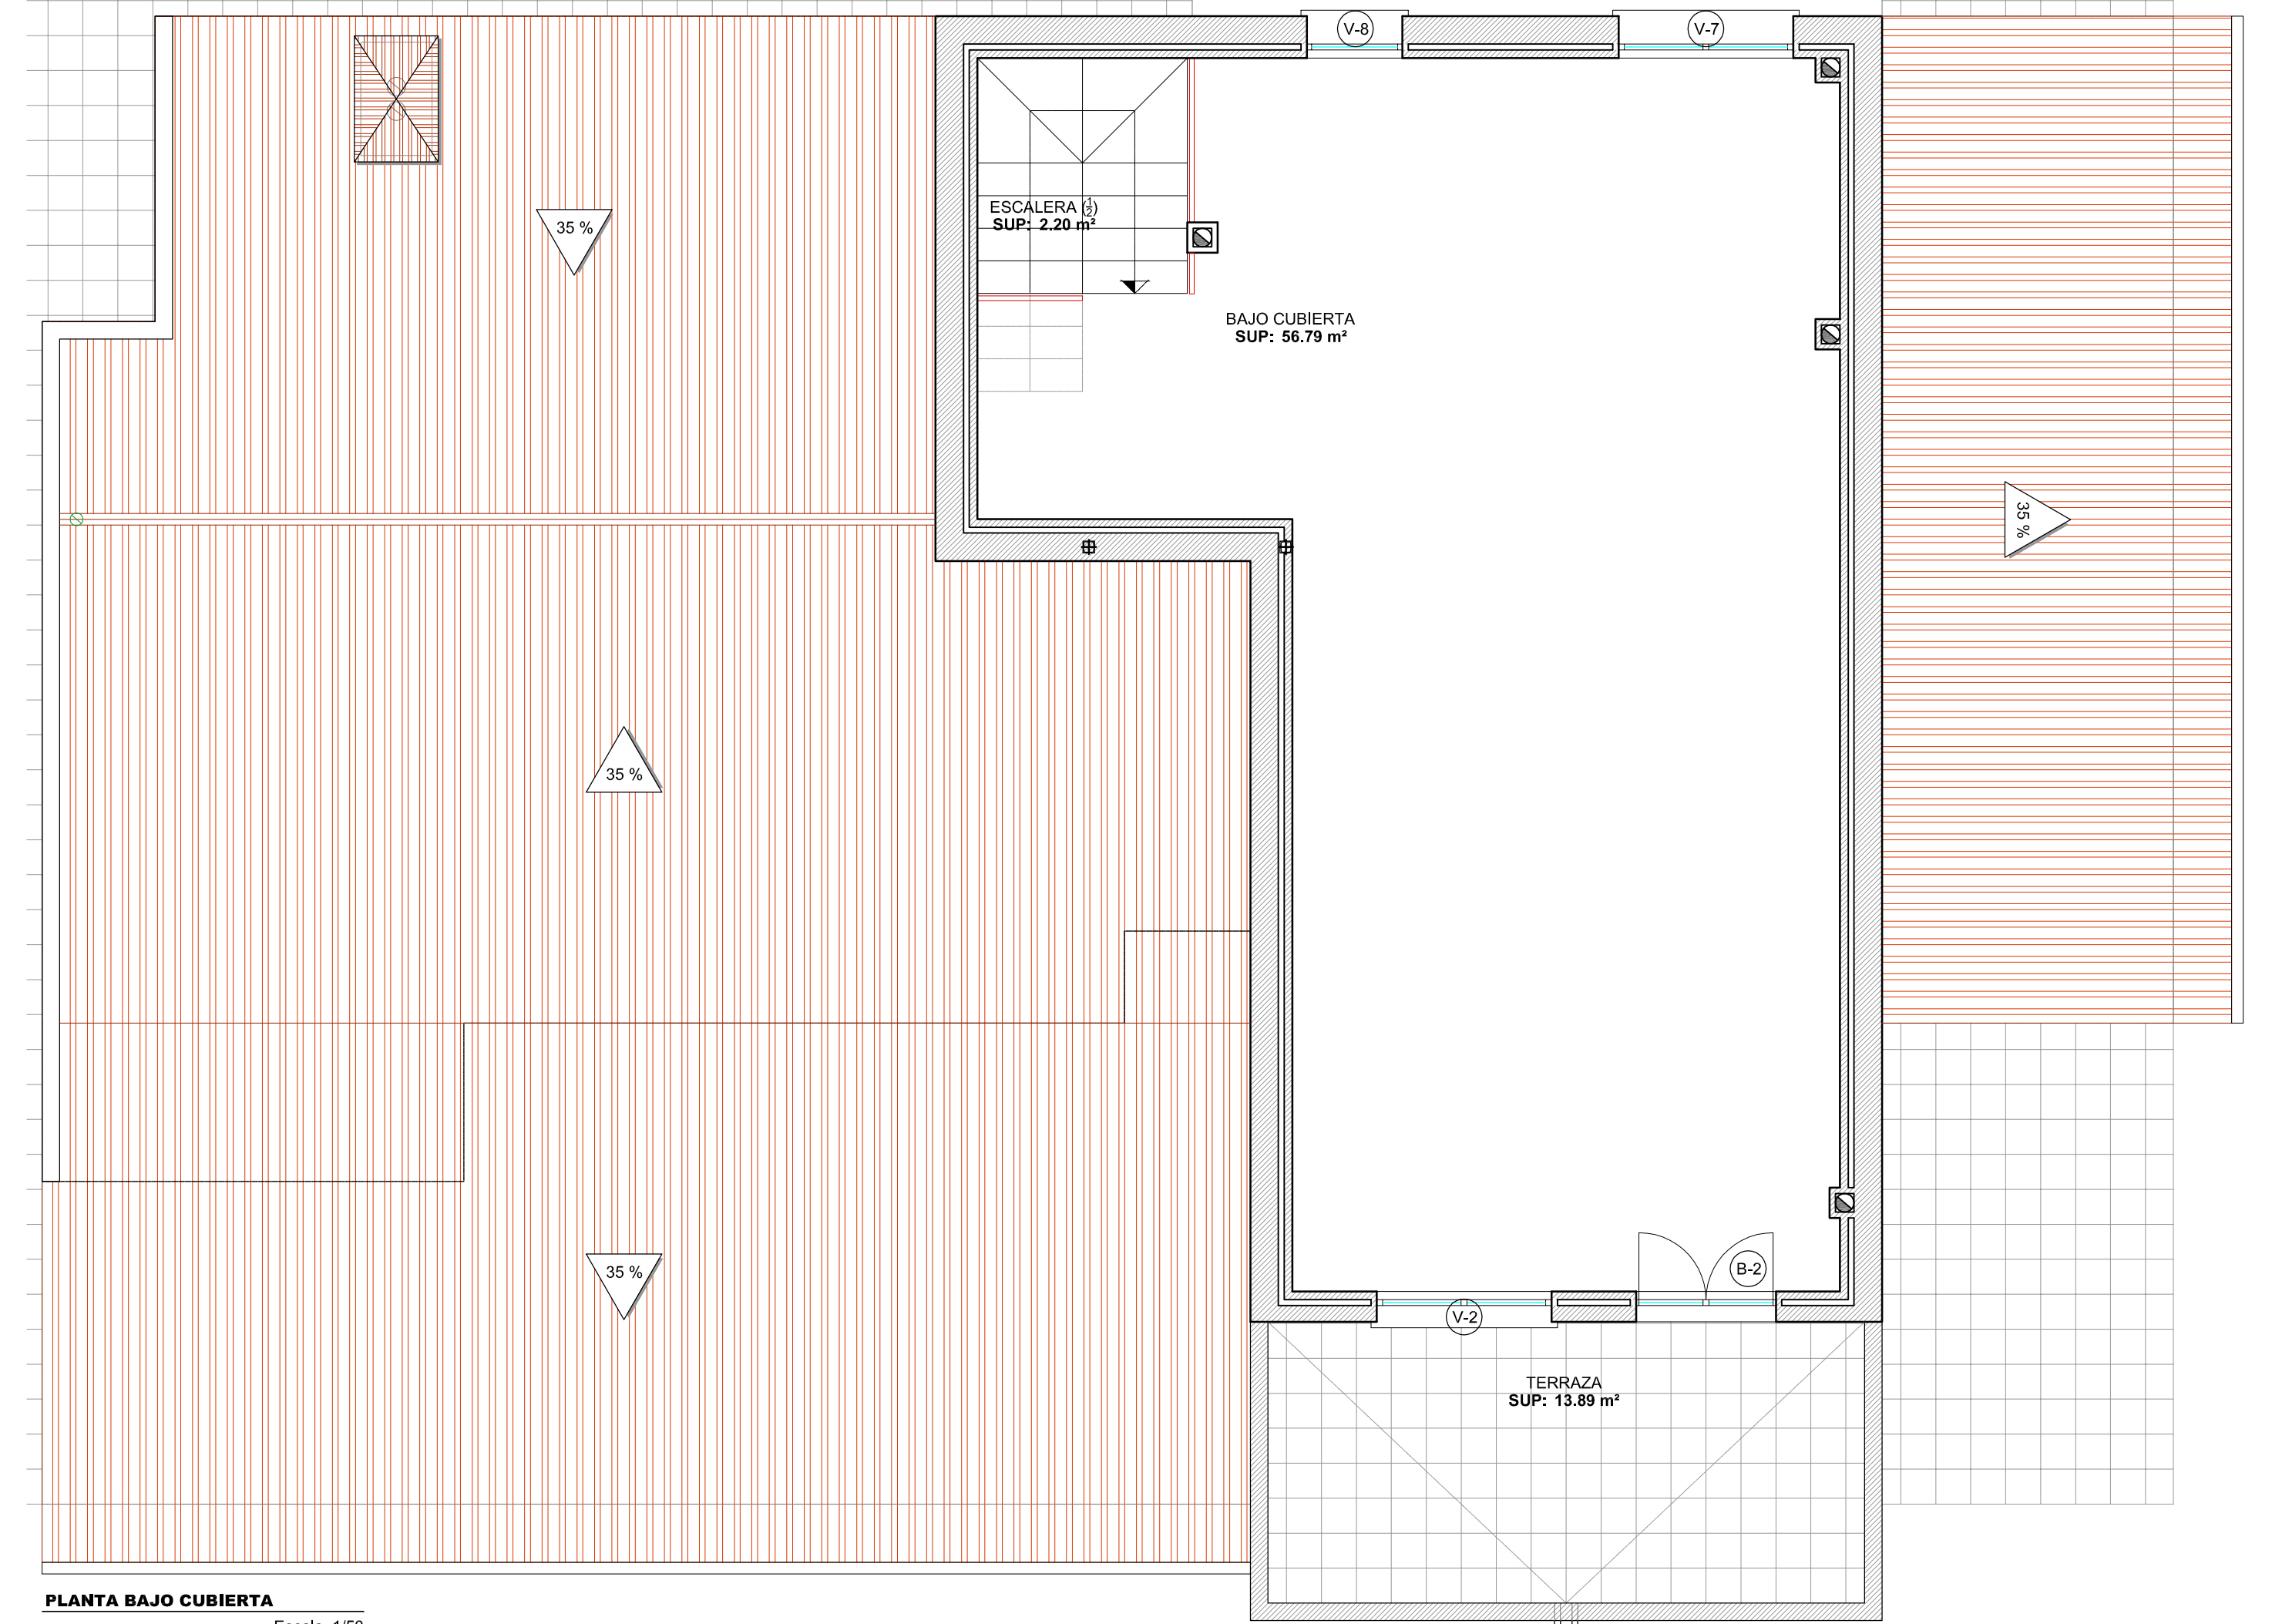 V-8
V-7
35 %
ESCALERA (½)
SUP: 2.20 m²
BAJO CUBIERTA
SUP: 56.79 m²
35 %
35 %
35 %
B-2
V-2
TERRAZA
SUP: 13.89 m²
PLANTA BAJO CUBIERTA